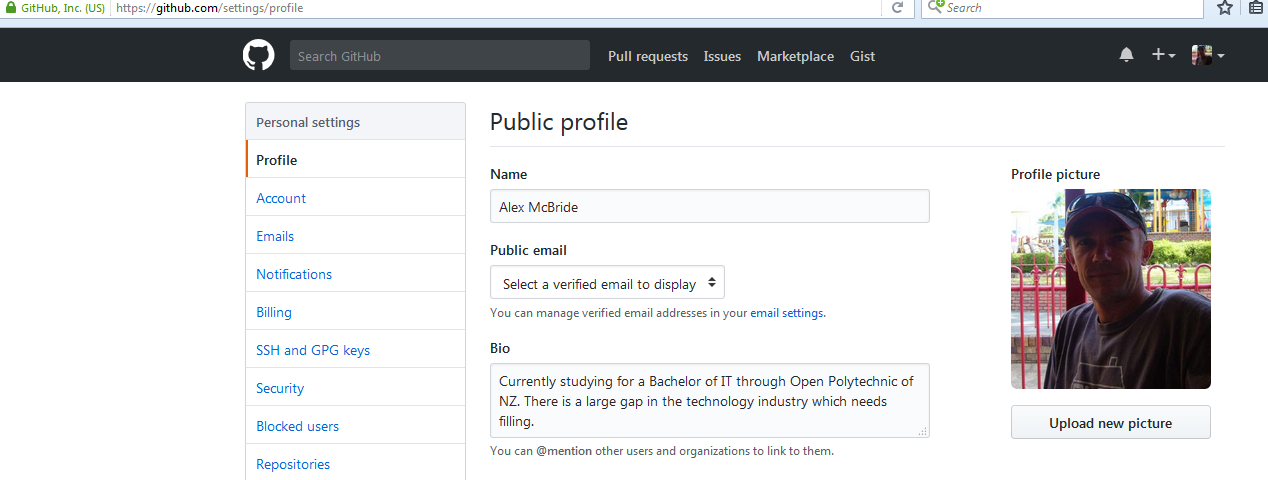 GitHub, Inc. (US) https://github.com/settings/profile Search
Search GitHub Pull requests Issues Marketplace Gist
Personal settings
Profile
Account
Emails
Notifications
Billing
SSH and GPG keys
Security
Blocked users
Repositories
Public profile
Name
Alex McBride
Public email
Select a verified email to display
You can manage verified email addresses in your email settings.
Bio
Currently studying for a Bachelor of IT through Open Polytechnic of
NZ. There is a large gap in the technology industry which needs
filling.
You can @mention other users and organizations to link to them.
Profile picture
Upload new picture